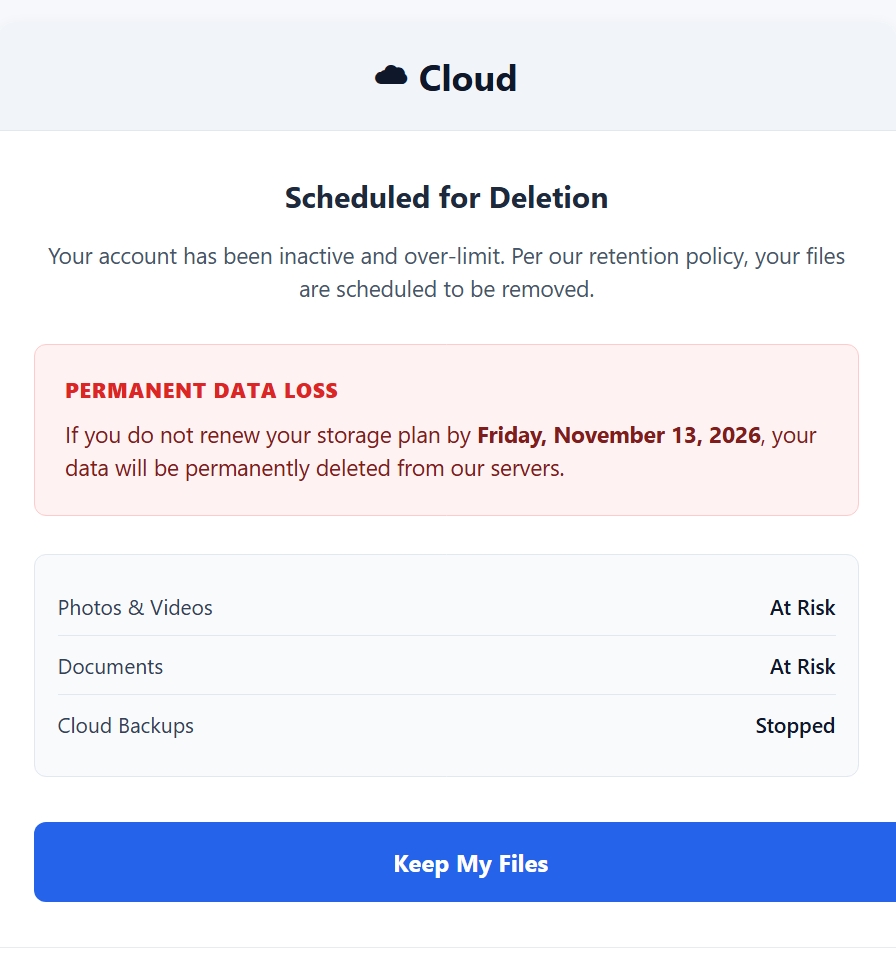 Cloud
Scheduled for Deletion
Your account has been inactive and over-limit. Per our retention policy, your files
are scheduled to be removed.
PERMANENT DATA LOSS
If you do not renew your storage plan by Friday, November 13, 2026, your
data will be permanently deleted from our servers.
Photos & Videos At Risk
Documents At Risk
Cloud Backups Stopped
Keep My Files